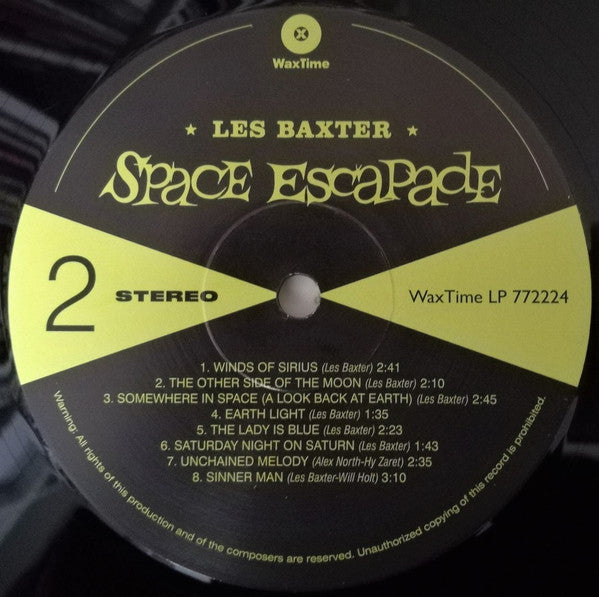 WaxTime
★ LES BAXTER ★
SPACE ESCAPADE
2 STEREO WaxTime LP 772224
1. WINDS OF SIRIUS (Les Baxter) 2:41
2. THE OTHER SIDE OF THE MOON (Les Baxter) 2:10
3. SOMEWHERE IN SPACE (A LOOK BACK AT EARTH) (Les Baxter) 2:45
4. EARTH LIGHT (Les Baxter) 1:35
5. THE LADY IS BLUE (Les Baxter) 2:23
6. SATURDAY NIGHT ON SATURN (Les Baxter) 1:43
7. UNCHAINED MELODY (Alex North-Hy Zaret) 2:35
8. SINNER MAN (Les Baxter-Will Holt) 3:10
Warning: All rights of this production and of the composers are reserved. Unauthorized copying of this record is prohibited.